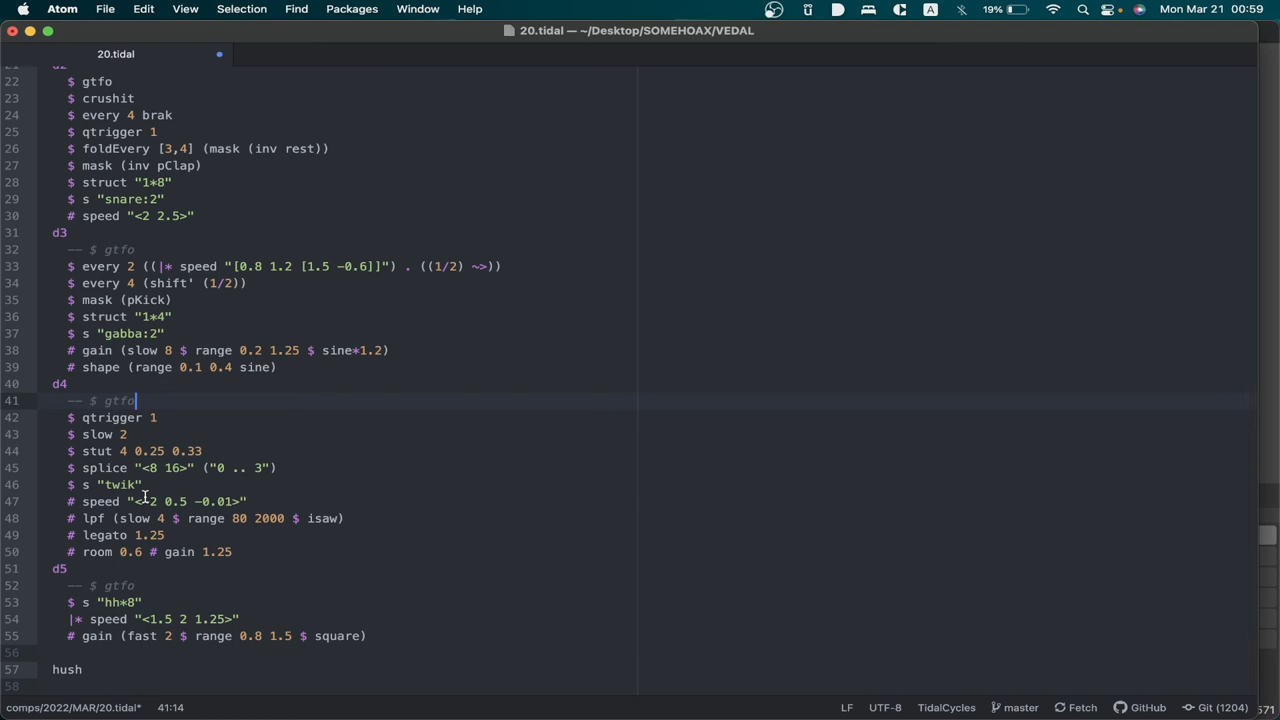 Atom File Edit View Selection Find Packages Window Help 19% Mon Mar 21 00:59
20.tidal — ~/Desktop/SOMEHOAX/VEDAL
20.tidal
22 $ gtfo
23 $ crushit
24 $ every 4 brak
25 $ qtrigger 1
26 $ foldEvery [3,4] (mask (inv rest))
27 $ mask (inv pClap)
28 $ struct "1*8"
29 $ s "snare:2"
30 # speed "<2 2.5>"
31 d3
32 -- $ gtfo
33 $ every 2 ((|* speed "[0.8 1.2 [1.5 -0.6]]") . ((1/2) ~>))
34 $ every 4 (shift' (1/2))
35 $ mask (pKick)
36 $ struct "1*4"
37 $ s "gabba:2"
38 # gain (slow 8 $ range 0.2 1.25 $ sine*1.2)
39 # shape (range 0.1 0.4 sine)
40 d4
41 -- $ gtfo
42 $ qtrigger 1
43 $ slow 2
44 $ stut 4 0.25 0.33
45 $ splice "<8 16>" ("0 .. 3")
46 $ s "twik"
47 # speed "<-2 0.5 -0.01>"
48 # lpf (slow 4 $ range 80 2000 $ isaw)
49 # legato 1.25
50 # room 0.6 # gain 1.25
51 d5
52 -- $ gtfo
53 $ s "hh*8"
54 |* speed "<1.5 2 1.25>"
55 # gain (fast 2 $ range 0.8 1.5 $ square)
56
57 hush
58
comps/2022/MAR/20.tidal* 41:14 LF UTF-8 TidalCycles master Fetch GitHub Git (1204)